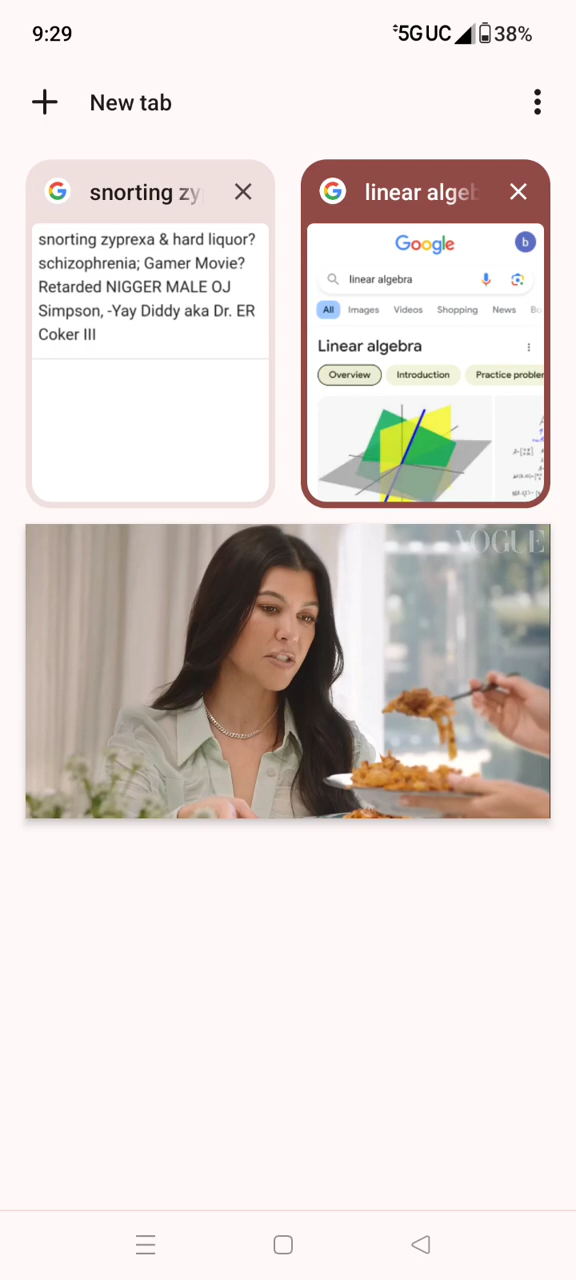 9:29
5G UC 38%
New tab
snorting zy
linear algeb
snorting zyprexa & hard liquor?
schizophrenia; Gamer Movie?
Retarded NIGGER MALE OJ
Simpson, -Yay Diddy aka Dr. ER
Coker III
Google
b
linear algebra
All Images Videos Shopping News Bo
Linear algebra
Overview Introduction Practice probler
VOGUE